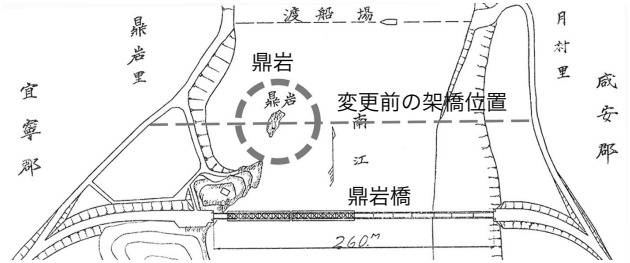 渡船場
鼎岩里
月村里
宜寧郡
咸安郡
鼎岩
鼎岩
変更前の架橋位置
南江
鼎岩橋
260.M